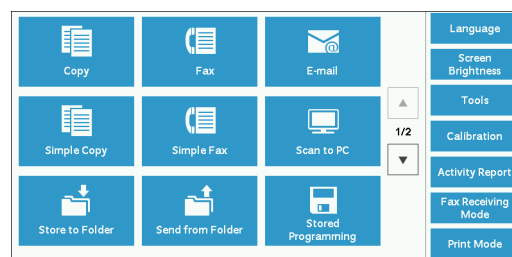 Copy
Fax
E-mail
Simple Copy
Simple Fax
Scan to PC
Store to Folder
Send from Folder
Stored
Programming
1/2
Language
Screen
Brightness
Tools
Calibration
Activity Report
Fax Receiving
Mode
Print Mode